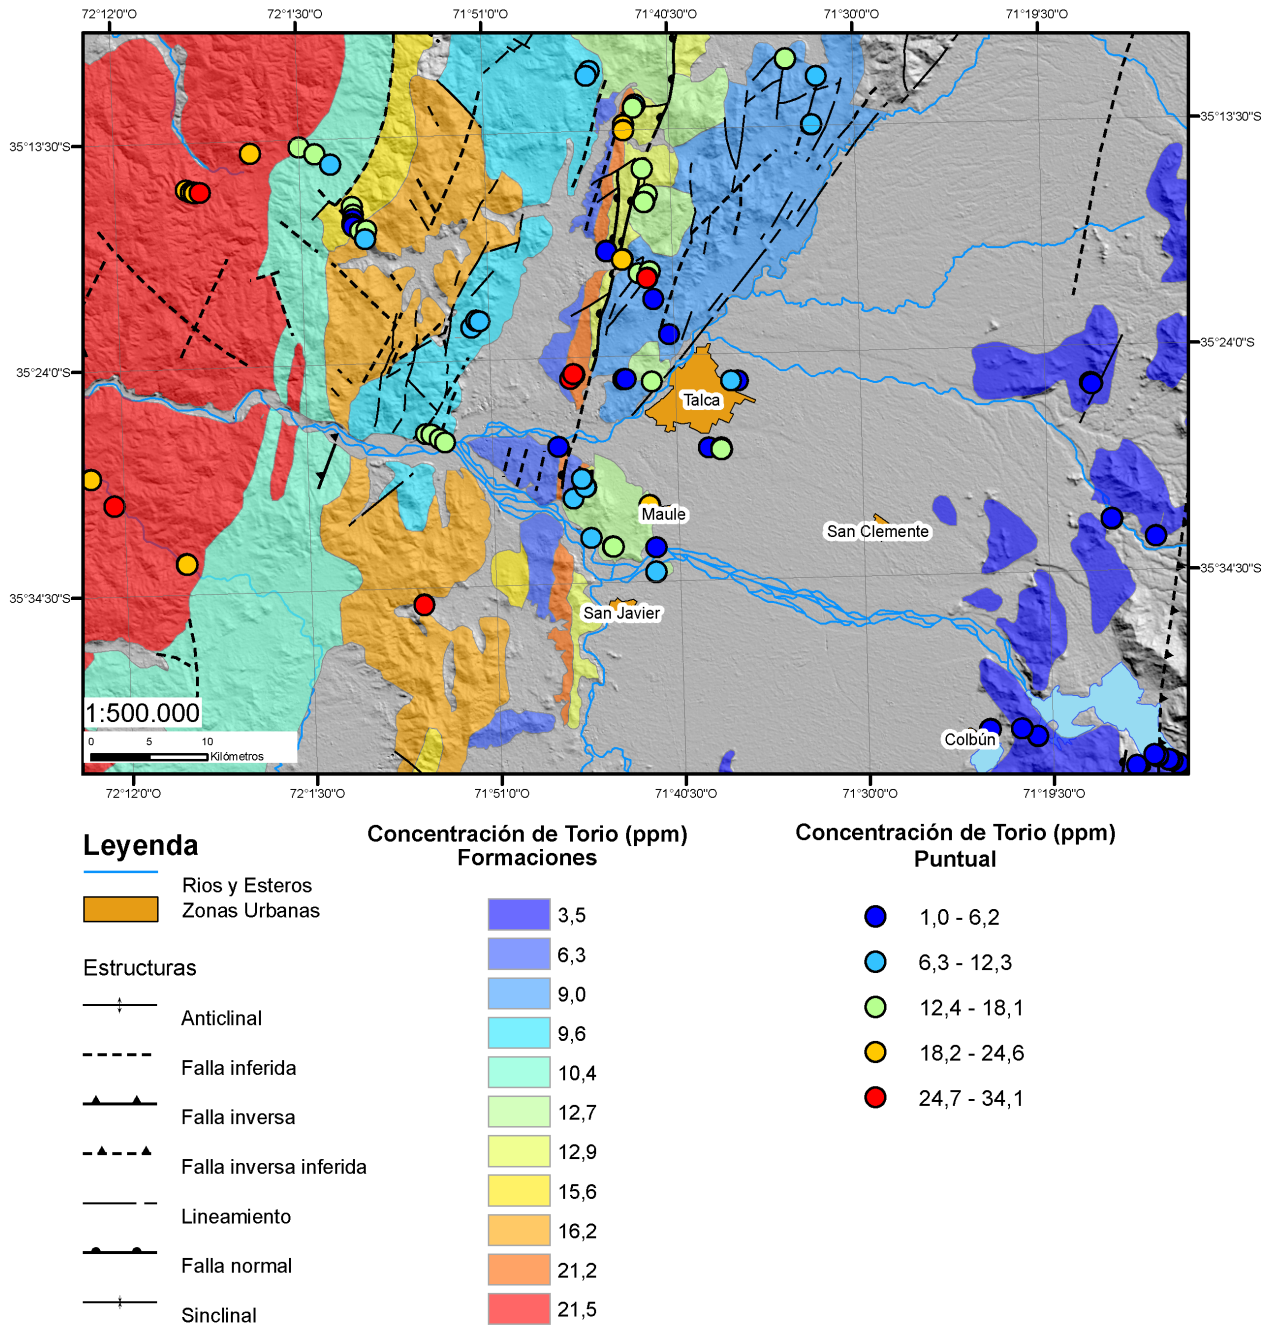 72°12'0"O
72°1'30"O
71°51'0"O
71°40'30"O
71°30'0"O
71°19'30"O
35°13'30"S
35°13'30"S
35°24'0"S
35°24'0"S
Talca
Maule
San Clemente
35°34'30"S
35°34'30"S
San Javier
1:500.000
Colbún
0 5 10
Kilómetros
72°12'0"O
72°1'30"O
71°51'0"O
71°40'30"O
71°30'0"O
71°19'30"O
Leyenda
Rios y Esteros
Zonas Urbanas
Estructuras
Anticlinal
Falla inferida
Falla inversa
Falla inversa inferida
Lineamiento
Falla normal
Sinclinal
Concentración de Torio (ppm)
Formaciones
3,5
6,3
9,0
9,6
10,4
12,7
12,9
15,6
16,2
21,2
21,5
Concentración de Torio (ppm)
Puntual
1,0 - 6,2
6,3 - 12,3
12,4 - 18,1
18,2 - 24,6
24,7 - 34,1